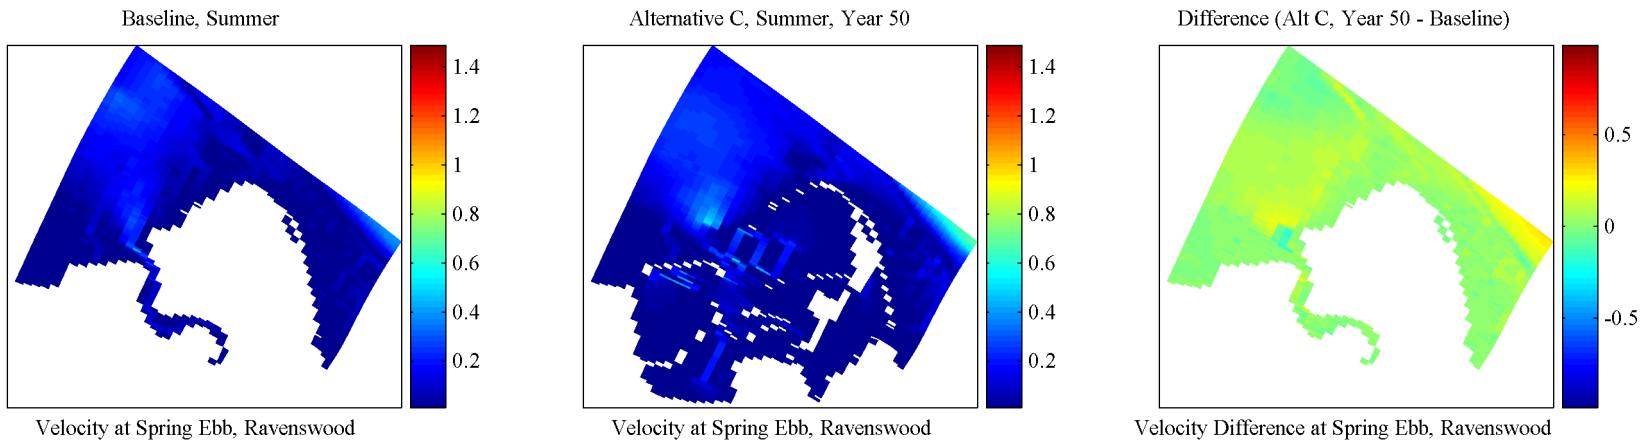 Baseline, Summer
1.4
1.2
1
0.8
0.6
0.4
0.2
Velocity at Spring Ebb, Ravenswood
Alternative C, Summer, Year 50
1.4
1.2
1
0.8
0.6
0.4
0.2
Velocity at Spring Ebb, Ravenswood
Difference (Alt C, Year 50 - Baseline)
0.5
0
-0.5
Velocity Difference at Spring Ebb, Ravenswood